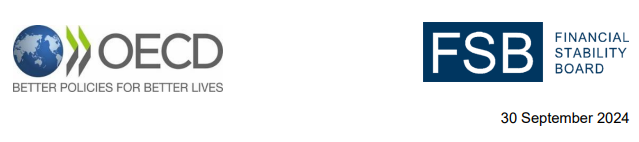 OECD
BETTER POLICIES FOR BETTER LIVES
FSB
FINANCIAL
STABILITY
BOARD
30 September 2024